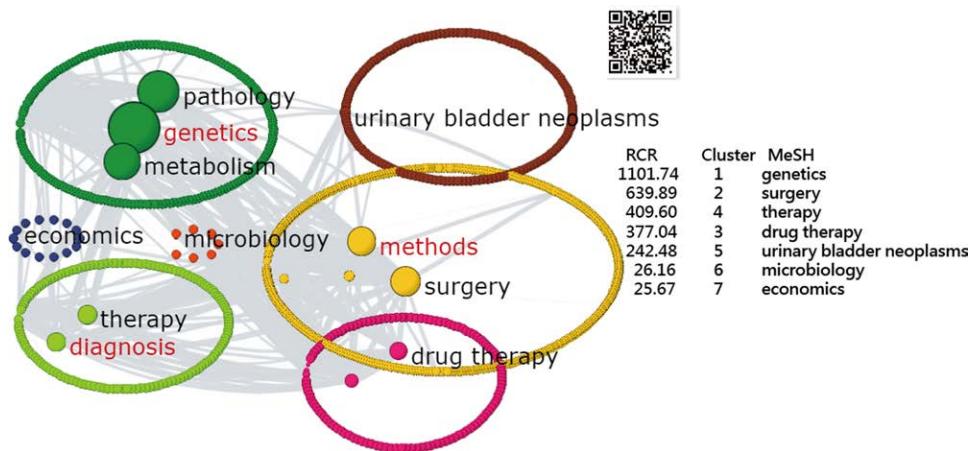 pathology
genetics
metabolism
urinary bladder neoplasms
economics
microbiology
methods
surgery
therapy
diagnosis
drug therapy
RCR Cluster MeSH
1101.74 1 genetics
639.89 2 surgery
409.60 4 therapy
377.04 3 drug therapy
242.48 5 urinary bladder neoplasms
26.16 6 microbiology
25.67 7 economics